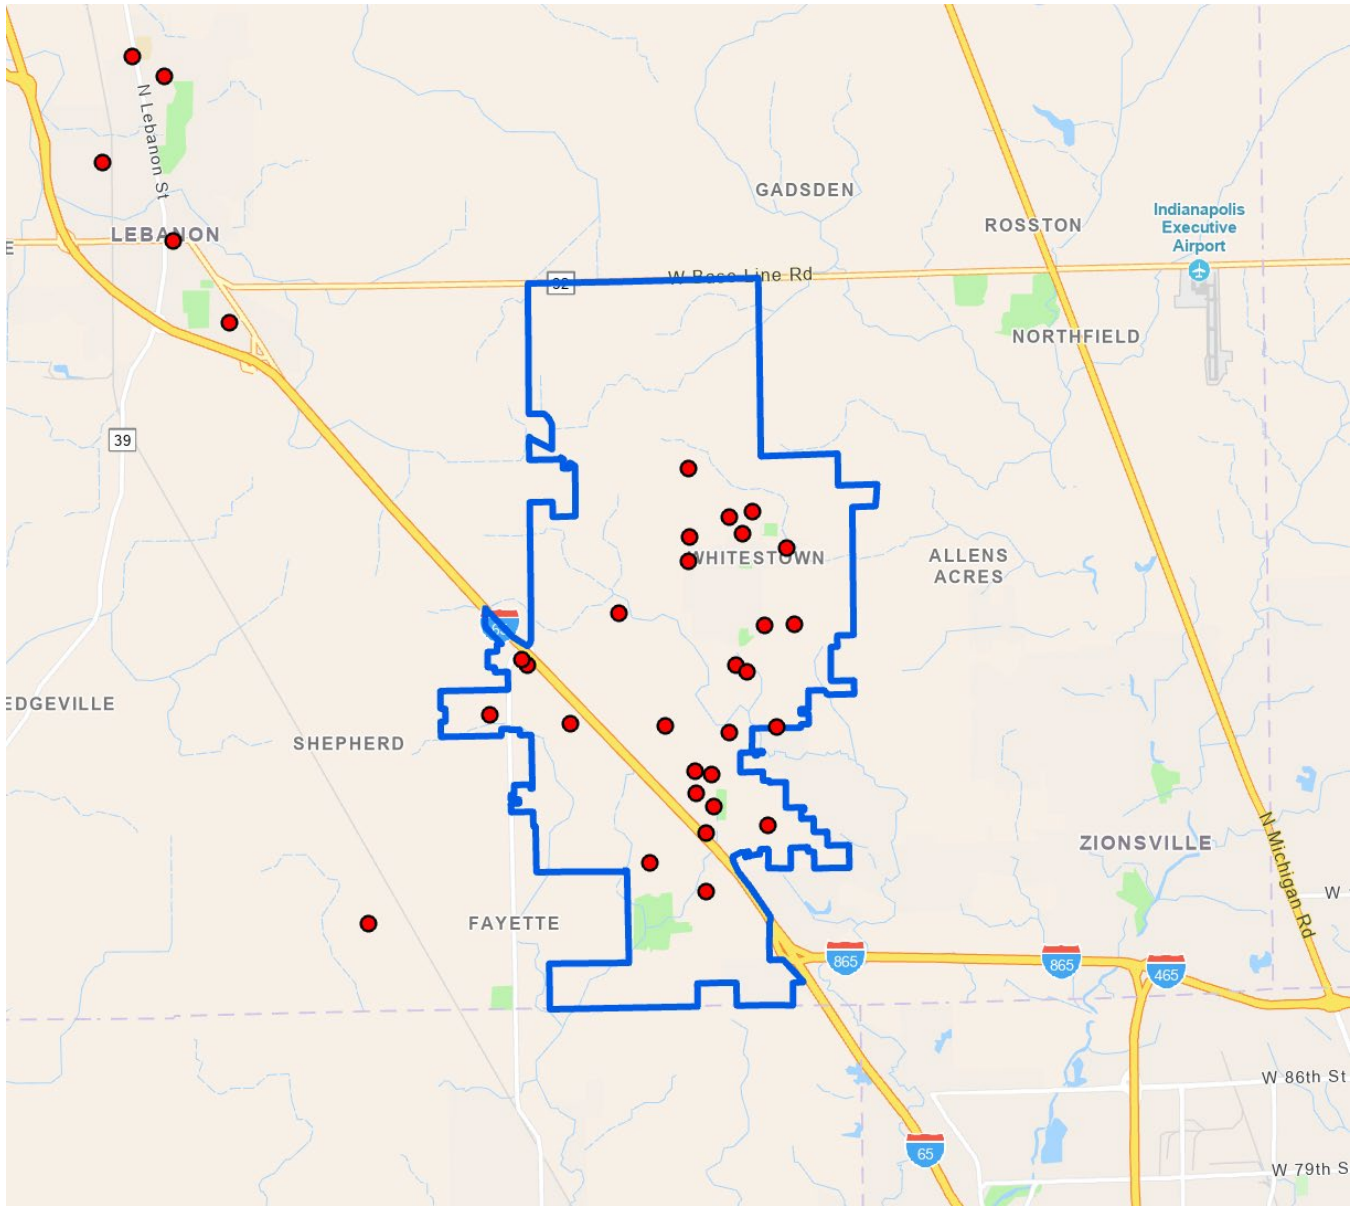 N Lebanon St
GADSDEN
Indianapolis
Executive
Airport
ROSSTON
LEBANON
E
W Base Line Rd
32
NORTHFIELD
39
WHITESTOWN
ALLENS
ACRES
EDGEVILLE
SHEPHERD
ZIONSVILLE
N Michigan Rd
W
FAYETTE
865
865
465
W 86th St
65
W 79th S